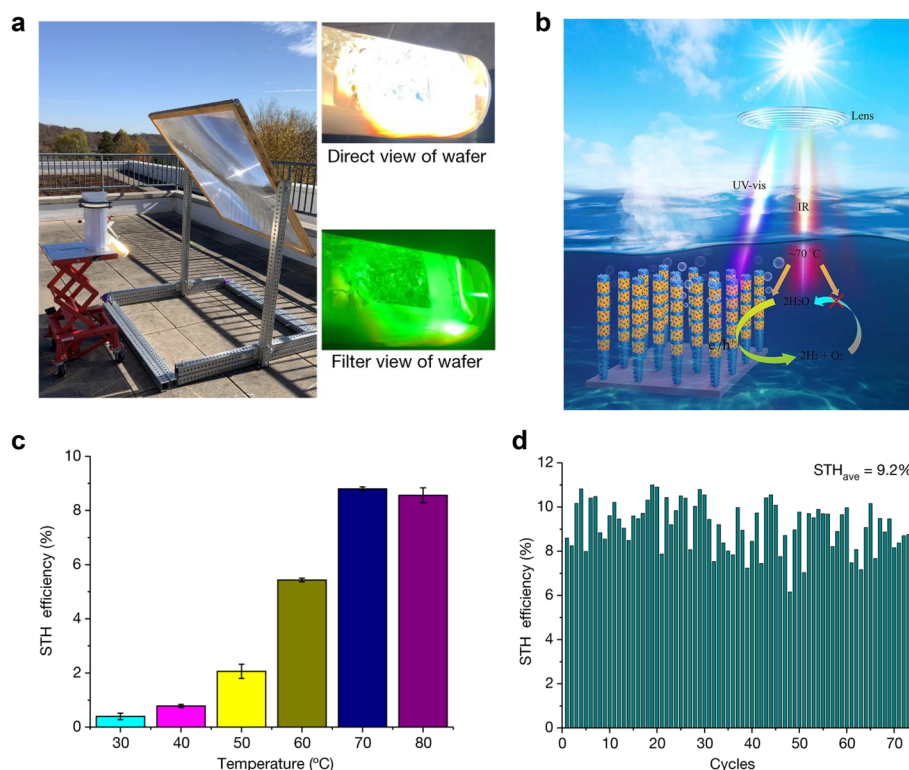 a
Direct view of wafer
Filter view of wafer
b
Lens
UV-vis
IR
~70 °C
2H₂O
2H₂ + O₂
c
STH efficiency (%)
10
8
6
4
2
0
30 40 50 60 70 80
Temperature (ºC)
d
STH efficiency (%)
STHₐᵥₑ = 9.2%
12
10
8
6
4
2
0
0 10 20 30 40 50 60 70
Cycles